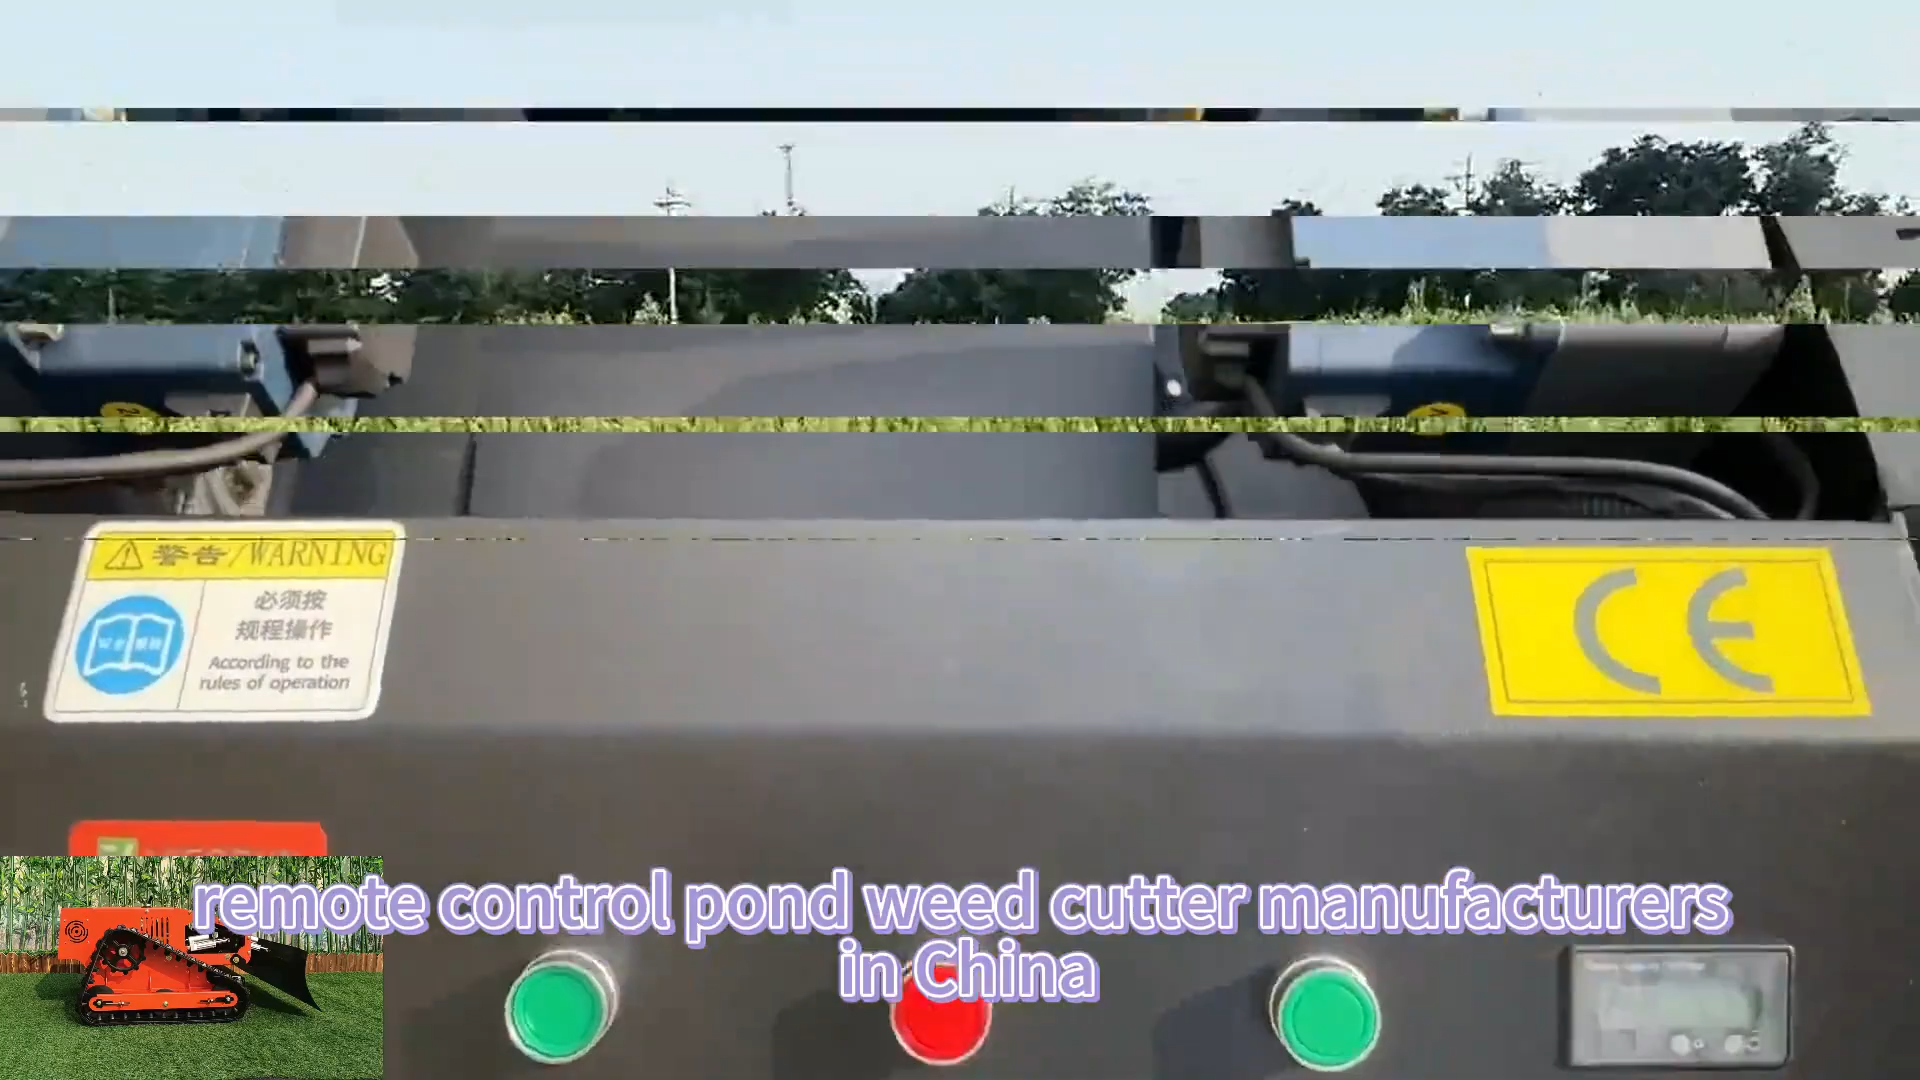 警告/WARNING
必须按
规程操作
According to the
rules of operation
CE
remote control pond weed cutter manufacturers
in China